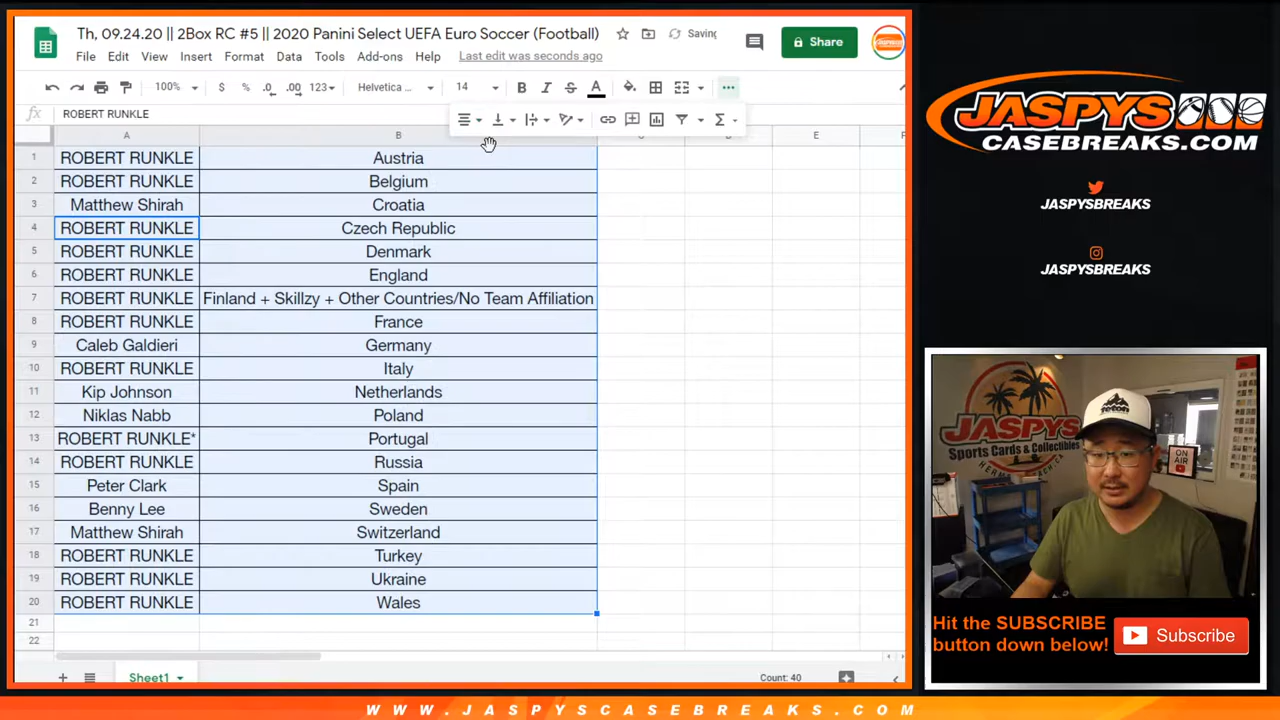 Th, 09.24.20 || 2Box RC #5 || 2020 Panini Select UEFA Euro Soccer (Football)
Saving
Share
File Edit View Insert Format Data Tools Add-ons Help Last edit was seconds ago
100% $ % .0 .00 123 Helvetica ... 14 B I S A
fx ROBERT RUNKLE
A B E F
1 ROBERT RUNKLE Austria
2 ROBERT RUNKLE Belgium
3 Matthew Shirah Croatia
4 ROBERT RUNKLE Czech Republic
5 ROBERT RUNKLE Denmark
6 ROBERT RUNKLE England
7 ROBERT RUNKLE Finland + Skillzy + Other Countries/No Team Affiliation
8 ROBERT RUNKLE France
9 Caleb Galdieri Germany
10 ROBERT RUNKLE Italy
11 Kip Johnson Netherlands
12 Niklas Nabb Poland
13 ROBERT RUNKLE* Portugal
14 ROBERT RUNKLE Russia
15 Peter Clark Spain
16 Benny Lee Sweden
17 Matthew Shirah Switzerland
18 ROBERT RUNKLE Turkey
19 ROBERT RUNKLE Ukraine
20 ROBERT RUNKLE Wales
21
22
Sheet1
Count: 40
JASPYS
CASEBREAKS.COM
JASPYSBREAKS
JASPYSBREAKS
JASPYS
Sports Cards & Collectibles
ON AIR
Hit the SUBSCRIBE
button down below!
Subscribe
WWW.JASPYSCASEBREAKS.COM